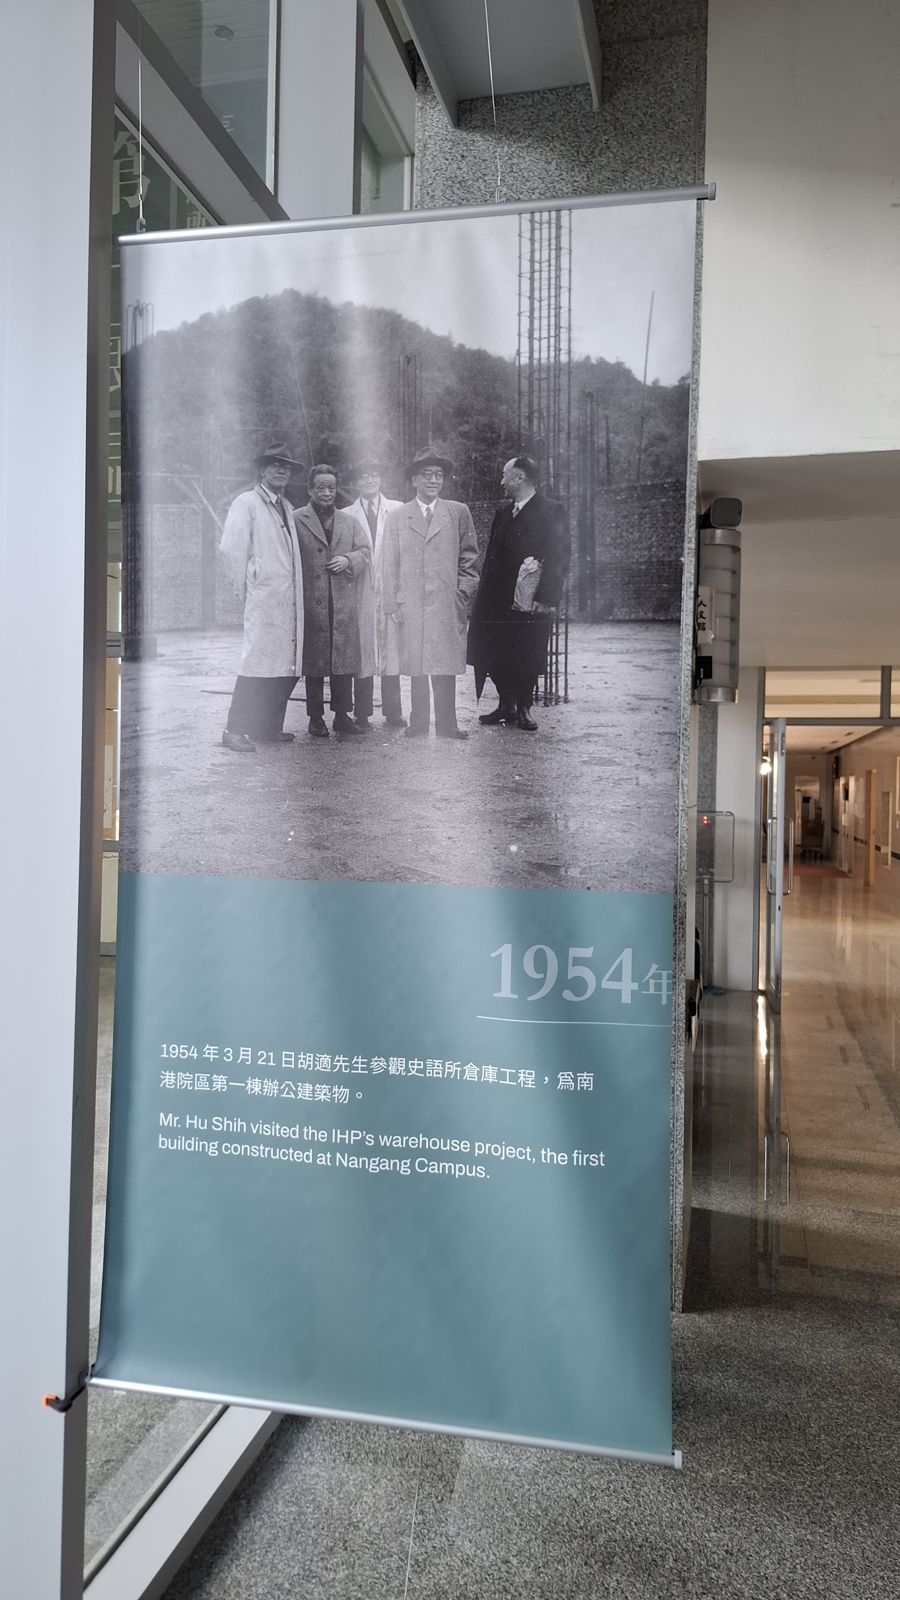 1954年
1954 年 3 月 21 日胡適先生參觀史語所倉庫工程，為南
港院區第一棟辦公建築物。
Mr. Hu Shih visited the IHP's warehouse project, the first
building constructed at Nangang Campus.